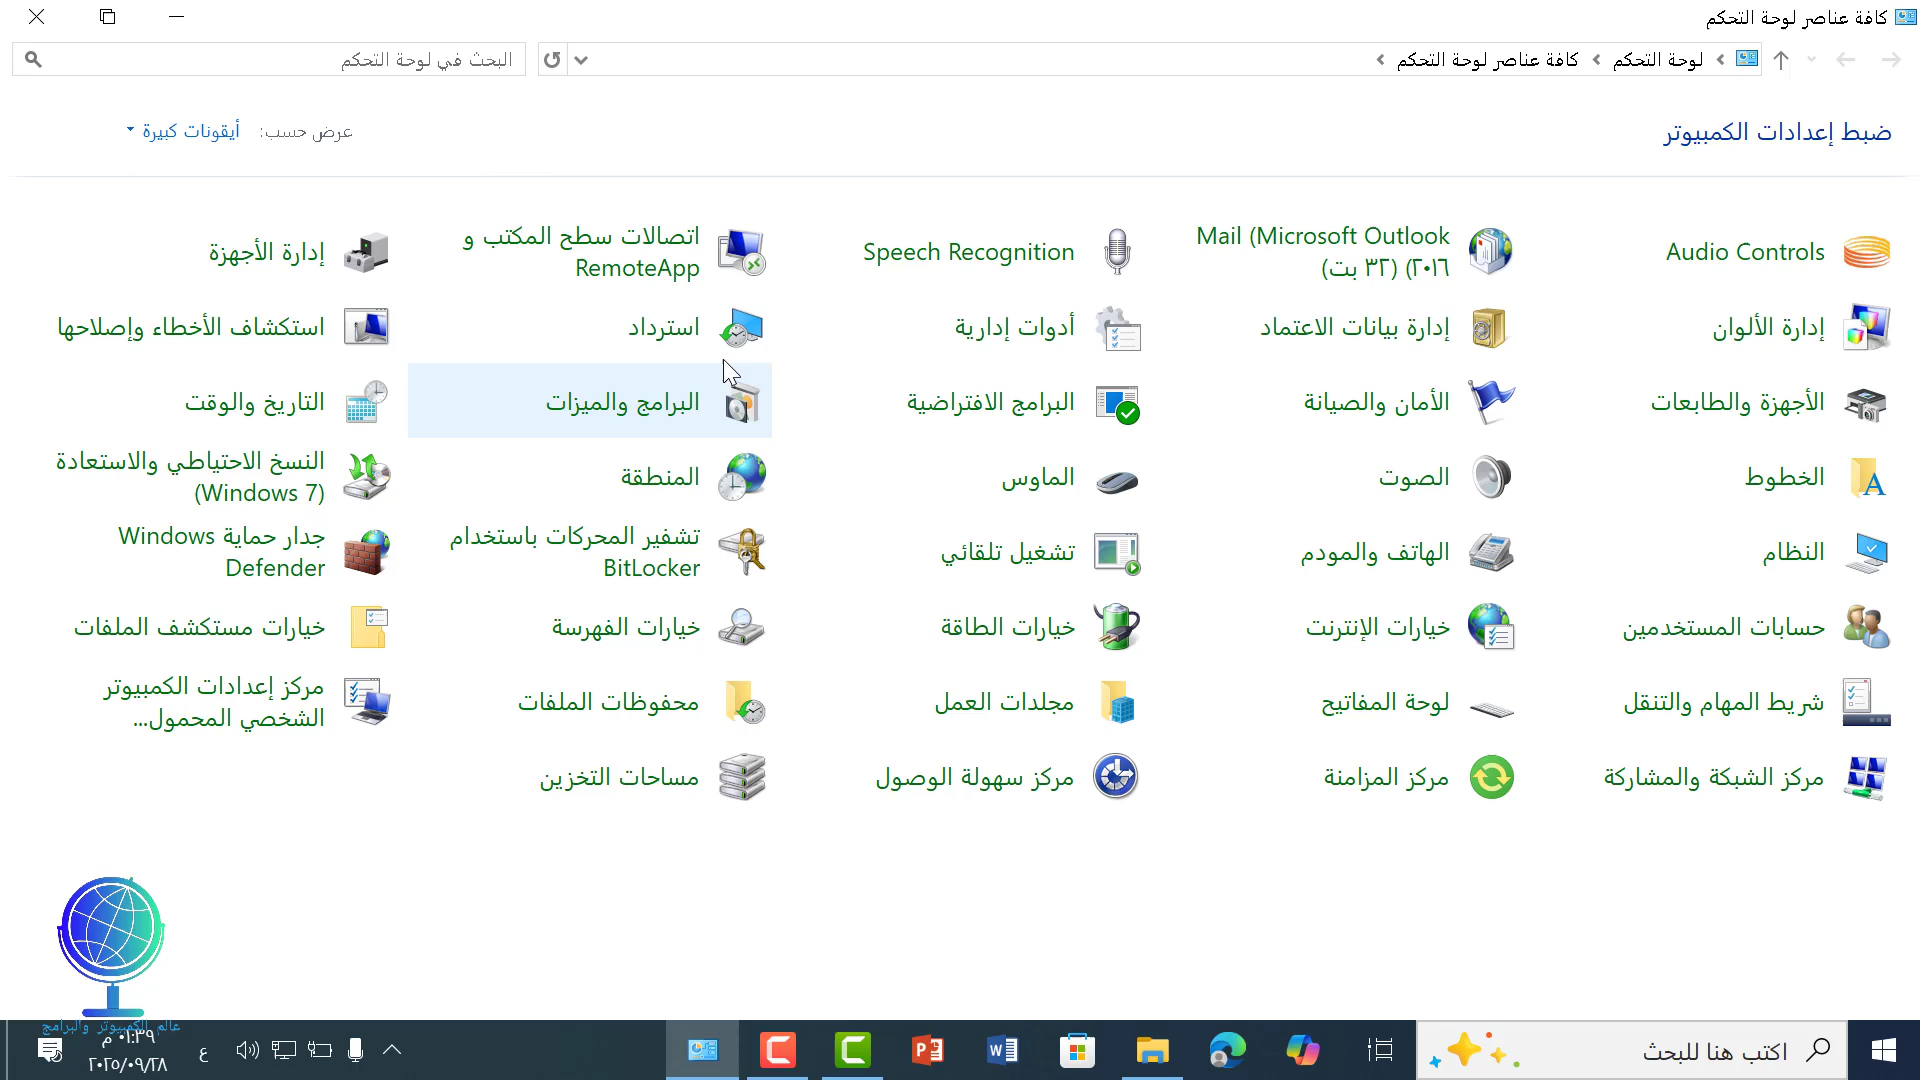 كافة عناصر لوحة التحكم
لوحة التحكم
كافة عناصر لوحة التحكم
البحث في لوحة التحكم
ضبط إعدادات الكمبيوتر
عرض حسب: أيقونات كبيرة
Audio Controls
Mail (Microsoft Outlook
٢٠١٦) (٣٢ بت)
Speech Recognition
اتصالات سطح المكتب و
RemoteApp
إدارة الأجهزة
إدارة الألوان
إدارة بيانات الاعتماد
أدوات إدارية
استرداد
استكشاف الأخطاء وإصلاحها
الأجهزة والطابعات
الأمان والصيانة
البرامج الافتراضية
البرامج والميزات
التاريخ والوقت
الخطوط
الصوت
الماوس
المنطقة
النسخ الاحتياطي والاستعادة
(Windows 7)
النظام
الهاتف والمودم
تشغيل تلقائي
تشفير المحركات باستخدام
BitLocker
جدار حماية Windows
Defender
حسابات المستخدمين
خيارات الإنترنت
خيارات الطاقة
خيارات الفهرسة
خيارات مستكشف الملفات
شريط المهام والتنقل
لوحة المفاتيح
مجلدات العمل
محفوظات الملفات
مركز إعدادات الكمبيوتر
الشخصي المحمول...
مركز الشبكة والمشاركة
مركز المزامنة
مركز سهولة الوصول
مساحات التخزين
عالم الكمبيوتر والبرامج
اكتب هنا للبحث
ع
٠١:٣٩ م
٢٠٢٥/٠٩/٢٨